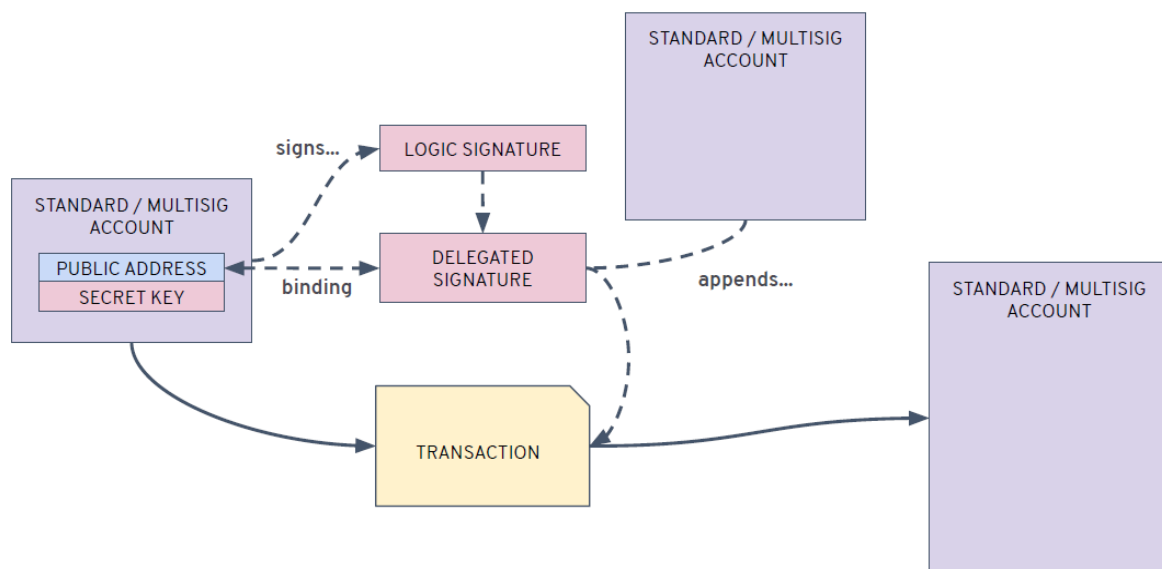 STANDARD / MULTISIG
ACCOUNT
signs...
LOGIC SIGNATURE
STANDARD / MULTISIG
ACCOUNT
PUBLIC ADDRESS
SECRET KEY
binding
DELEGATED
SIGNATURE
appends...
STANDARD / MULTISIG
ACCOUNT
TRANSACTION